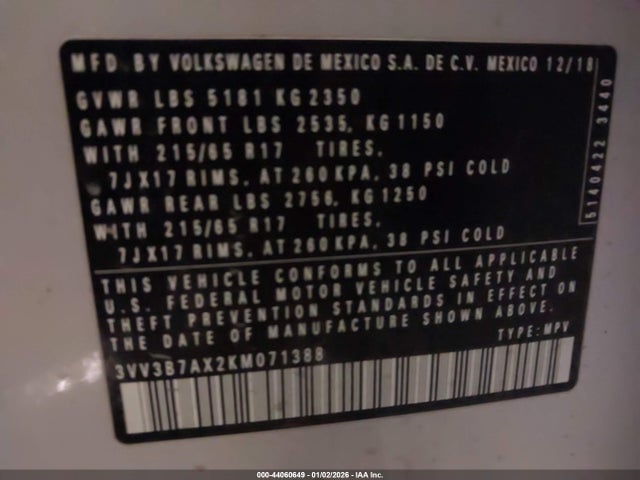 MFD BY VOLKSWAGEN DE MEXICO S.A. DE C.V. MEXICO 12/18
GVWR LBS 5181 KG 2350
GAWR FRONT LBS 2535, KG 1150
WITH 215/65 R17 TIRES,
7JX17 RIMS, AT 260 KPA, 38 PSI COLD
GAWR REAR LBS 2756, KG 1250
WITH 215/65 R17 TIRES,
7JX17 RIMS, AT 260 KPA, 38 PSI COLD
5140422 3440
THIS VEHICLE CONFORMS TO ALL APPLICABLE
U.S. FEDERAL MOTOR VEHICLE SAFETY AND
THEFT PREVENTION STANDARDS IN EFFECT ON
THE DATE OF MANUFACTURE SHOWN ABOVE.
TYPE: MPV
3VV3B7AX2KM071388
000-44060649 - 01/02/2026 - IAA Inc.